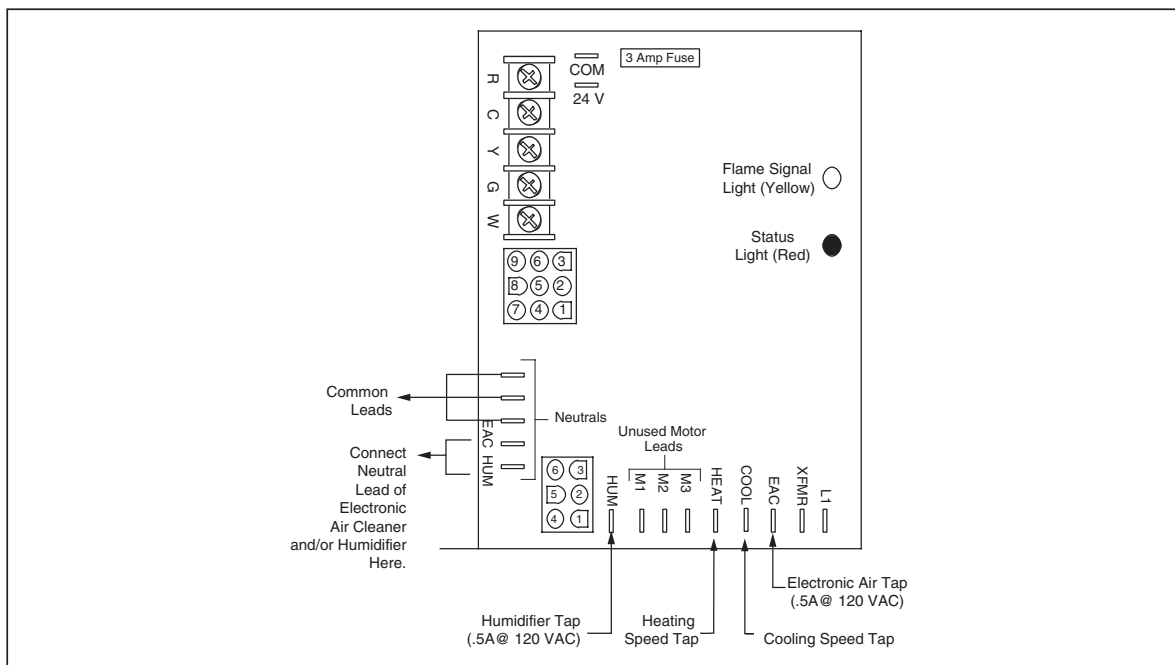 3 Amp Fuse
COM
24 V
R
C
Y
G
W
Flame Signal
Light (Yellow)
Status
Light (Red)
9 6 3
8 5 2
7 4 1
Common
Leads
Neutrals
EAC HUM
Connect
Neutral
Lead of
Electronic
Air Cleaner
and/or Humidifier
Here.
6 3
5 2
4 1
Unused Motor
Leads
HUM
M1
M2
M3
HEAT
COOL
EAC
XFMR
L1
Humidifier Tap
(.5A@ 120 VAC)
Heating
Speed Tap
Electronic Air Tap
(.5A@ 120 VAC)
Cooling Speed Tap